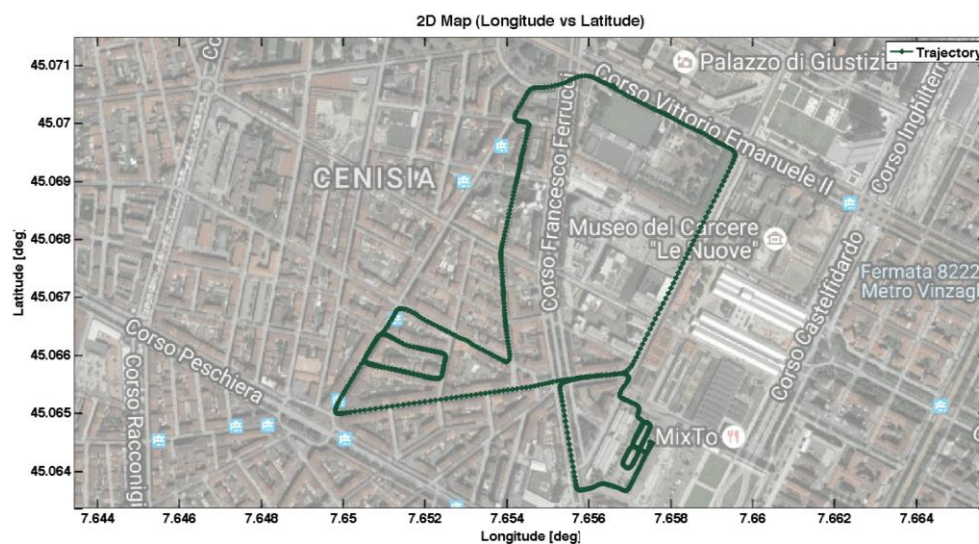 2D Map (Longitude vs Latitude)
Trajectory
45.071
45.07
45.069
45.068
45.067
45.066
45.065
45.064
Latitude [deg]
7.644
7.646
7.648
7.65
7.652
7.654
7.656
7.658
7.66
7.662
7.664
Longitude [deg]
Co
Palazzo di Giustizia
Corso Vittorio Emanuele II
Corso Inghilterr
Corso Francesco Ferrucci
CENISIA
Museo del Carcere
"Le Nuove"
Fermata 8222
Metro Vinzagl
Corso Castelfidardo
Corso Peschiera
Corso Racconigi
MixTo